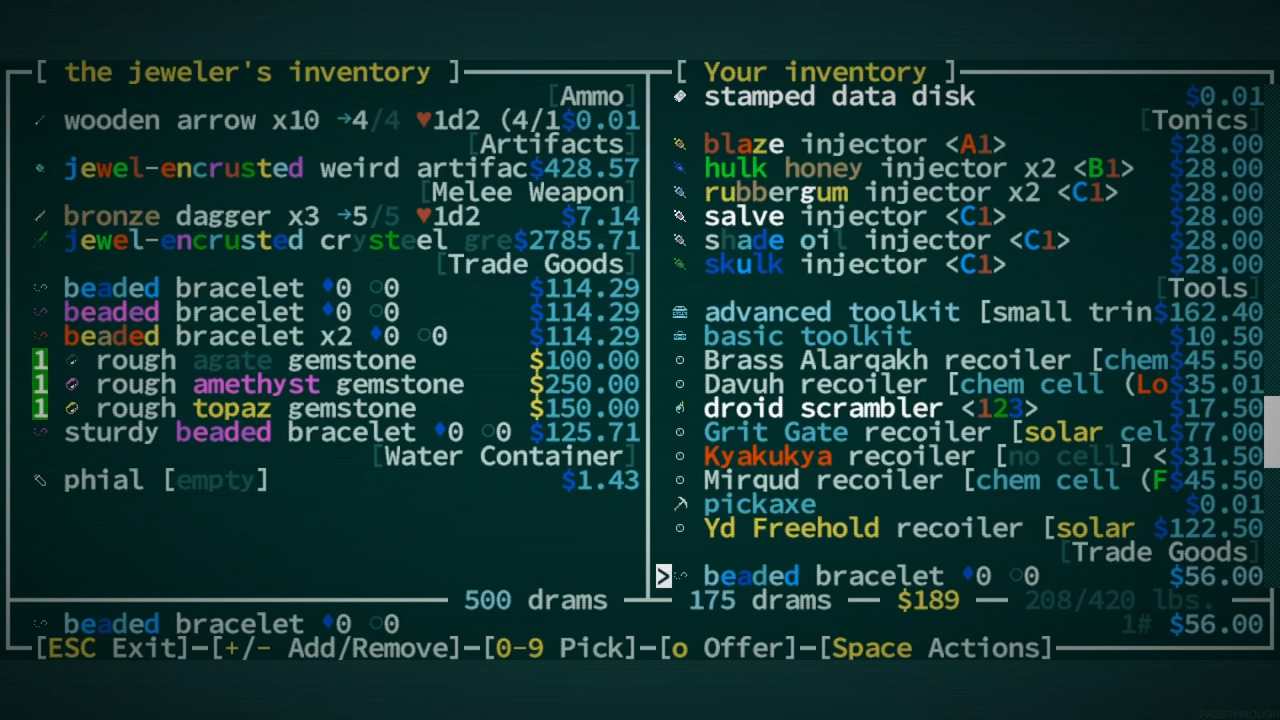 [ the jeweler's inventory ]
[Ammo]
wooden arrow x10 →4/4 ♥1d2 (4/1$0.01
[Artifacts]
jewel-encrusted weird artifac$428.57
[Melee Weapon]
bronze dagger x3 →5/5 ♥1d2 $7.14
jewel-encrusted crysteel gre$2785.71
[Trade Goods]
beaded bracelet ♦0 ○0 $114.29
beaded bracelet ♦0 ○0 $114.29
beaded bracelet x2 ♦0 ○0 $114.29
1 rough agate gemstone $100.00
1 rough amethyst gemstone $250.00
1 rough topaz gemstone $150.00
sturdy beaded bracelet ♦0 ○0 $125.71
[Water Container]
phial [empty] $1.43
500 drams
[ Your inventory ]
stamped data disk $0.01
[Tonics]
blaze injector <A1> $28.00
hulk honey injector x2 <B1> $28.00
rubbergum injector x2 <C1> $28.00
salve injector <C1> $28.00
shade oil injector <C1> $28.00
skulk injector <C1> $28.00
[Tools]
advanced toolkit [small trin$162.40
basic toolkit $10.50
Brass Alarqakh recoiler [chem$45.50
Davuh recoiler [chem cell (Lo$35.01
droid scrambler <123> $17.50
Grit Gate recoiler [solar cel$77.00
Kyakukya recoiler [no cell] <$31.50
Mirqud recoiler [chem cell (F$45.50
pickaxe $0.01
Yd Freehold recoiler [solar $122.50
[Trade Goods]
> beaded bracelet ♦0 ○0 $56.00
175 drams — $189 — 208/420 lbs.
beaded bracelet ♦0 ○0 1# $56.00
[ESC Exit]-[+/- Add/Remove]-[0-9 Pick]-[o Offer]-[Space Actions]